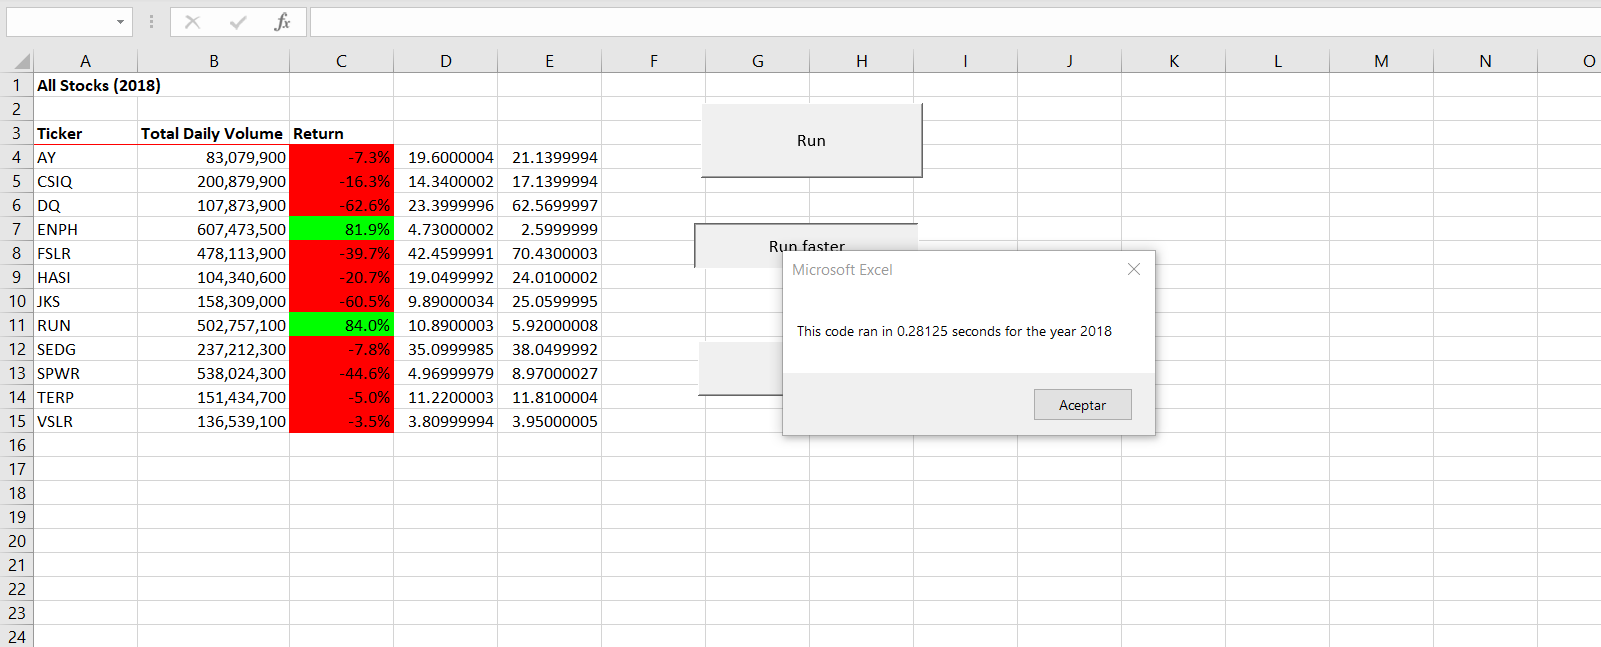 fx
A B C D E F G H I J K L M N O
1 All Stocks (2018)
2
3 Ticker Total Daily Volume Return
4 AY 83,079,900 -7.3% 19.6000004 21.1399994
5 CSIQ 200,879,900 -16.3% 14.3400002 17.1399994
6 DQ 107,873,900 -62.6% 23.3999996 62.5699997
7 ENPH 607,473,500 81.9% 4.73000002 2.5999999
8 FSLR 478,113,900 -39.7% 42.4599991 70.4300003
9 HASI 104,340,600 -20.7% 19.0499992 24.0100002
10 JKS 158,309,000 -60.5% 9.89000034 25.0599995
11 RUN 502,757,100 84.0% 10.8900003 5.92000008
12 SEDG 237,212,300 -7.8% 35.0999985 38.0499992
13 SPWR 538,024,300 -44.6% 4.96999979 8.97000027
14 TERP 151,434,700 -5.0% 11.2200003 11.8100004
15 VSLR 136,539,100 -3.5% 3.80999994 3.95000005
16
17
18
19
20
21
22
23
24
Run
Run faster
Microsoft Excel
This code ran in 0.28125 seconds for the year 2018
Aceptar